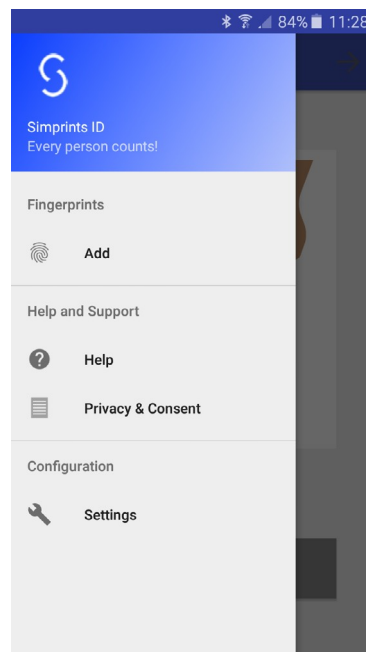 84% 11:28
Simprints ID
Every person counts!
Fingerprints
Add
Help and Support
Help
Privacy & Consent
Configuration
Settings